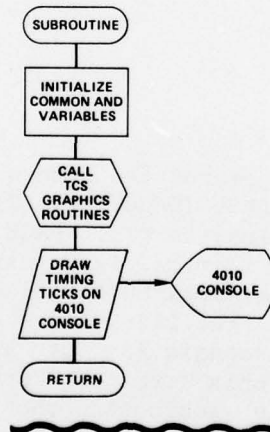 SUBROUTINE
INITIALIZE
COMMON AND
VARIABLES
CALL
TCS
GRAPHICS
ROUTINES
DRAW
TIMING
TICKS ON
4010
CONSOLE
4010
CONSOLE
RETURN